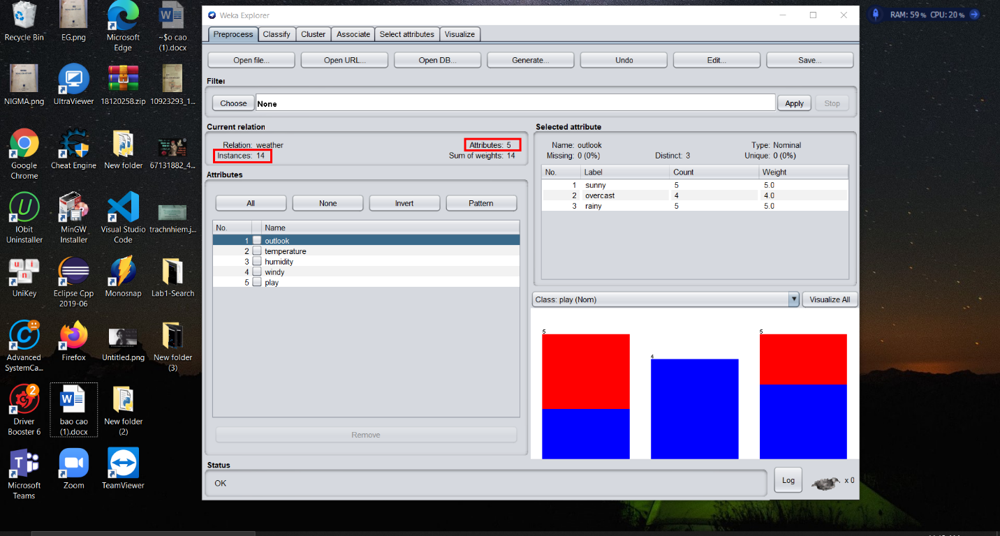 Recycle Bin
EG.png
Microsoft Edge
~$o cao (1).docx
NIGMA.png
UltraViewer
18120258.zip
10923293_1...
Google Chrome
Cheat Engine
New folder
67131882_4...
IObit Uninstaller
MinGW Installer
Visual Studio Code
trachnhiem.j...
UniKey
Eclipse Cpp 2019-06
Monosnap
Lab1-Search
Advanced SystemCa...
Firefox
Untitled.png
New folder (3)
Driver Booster 6
bao cao (1).docx
New folder (2)
Microsoft Teams
Zoom
TeamViewer
RAM: 59 % CPU: 20 %
Weka Explorer
Preprocess Classify Cluster Associate Select attributes Visualize
Open file... Open URL... Open DB... Generate... Undo Edit... Save...
Filter
Choose None Apply Stop
Current relation
Relation: weather Attributes: 5
Instances: 14 Sum of weights: 14
Attributes
All None Invert Pattern
No. Name
1 outlook
2 temperature
3 humidity
4 windy
5 play
Remove
Selected attribute
Name: outlook Type: Nominal
Missing: 0 (0%) Distinct: 3 Unique: 0 (0%)
No. Label Count Weight
1 sunny 5 5.0
2 overcast 4 4.0
3 rainy 5 5.0
Class: play (Nom) Visualize All
5 4 5
Status
OK
Log x 0